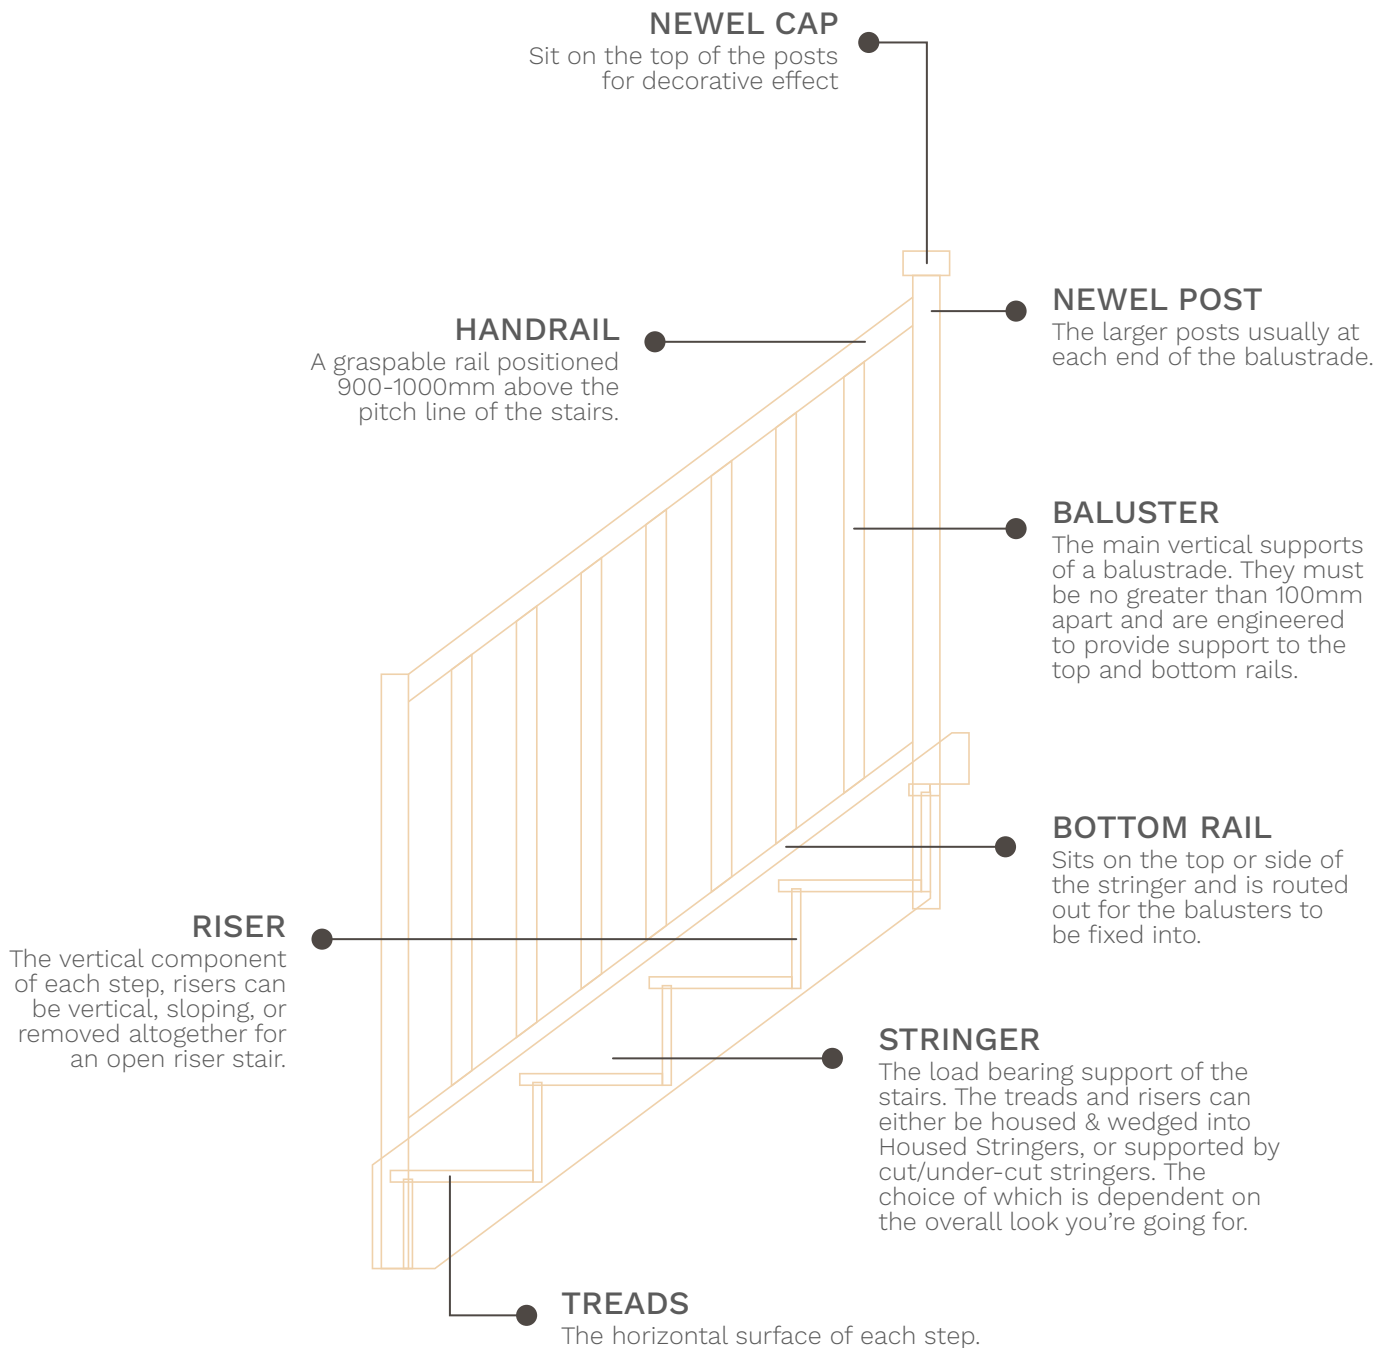 NEWEL CAP
Sit on the top of the posts
for decorative effect
NEWEL POST
The larger posts usually at
each end of the balustrade.
HANDRAIL
A graspable rail positioned
900-1000mm above the
pitch line of the stairs.
BALUSTER
The main vertical supports
of a balustrade. They must
be no greater than 100mm
apart and are engineered
to provide support to the
top and bottom rails.
BOTTOM RAIL
Sits on the top or side of
the stringer and is routed
out for the balusters to
be fixed into.
RISER
The vertical component
of each step, risers can
be vertical, sloping, or
removed altogether for
an open riser stair.
STRINGER
The load bearing support of the
stairs. The treads and risers can
either be housed & wedged into
Housed Stringers, or supported by
cut/under-cut stringers. The
choice of which is dependent on
the overall look you’re going for.
TREADS
The horizontal surface of each step.